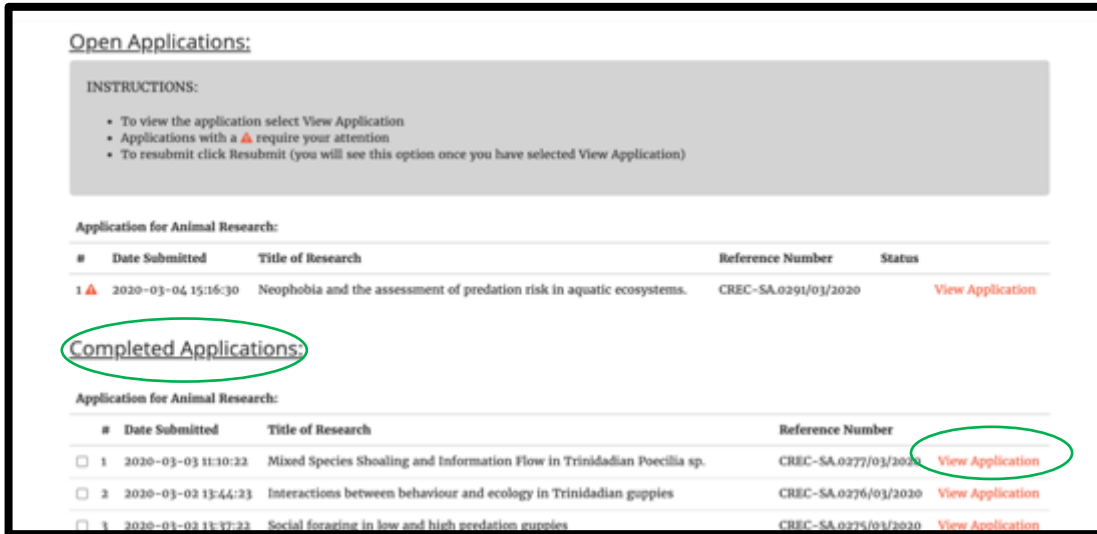 Open Applications:
INSTRUCTIONS:
• To view the application select View Application
• Applications with a ⚠ require your attention
• To resubmit click Resubmit (you will see this option once you have selected View Application)
Application for Animal Research:
# Date Submitted Title of Research Reference Number Status
1 ⚠ 2020-03-04 15:16:30 Neophobia and the assessment of predation risk in aquatic ecosystems. CREC-SA.0291/03/2020 View Application
Completed Applications:
Application for Animal Research:
# Date Submitted Title of Research Reference Number
1 2020-03-03 11:10:22 Mixed Species Shoaling and Information Flow in Trinidadian Poecilia sp. CREC-SA.0277/03/2020 View Application
2 2020-03-02 13:44:23 Interactions between behaviour and ecology in Trinidadian guppies CREC-SA.0276/03/2020 View Application
3 2020-03-02 13:37:22 Social foraging in low and high predation guppies CREC-SA.0275/03/2020 View Application